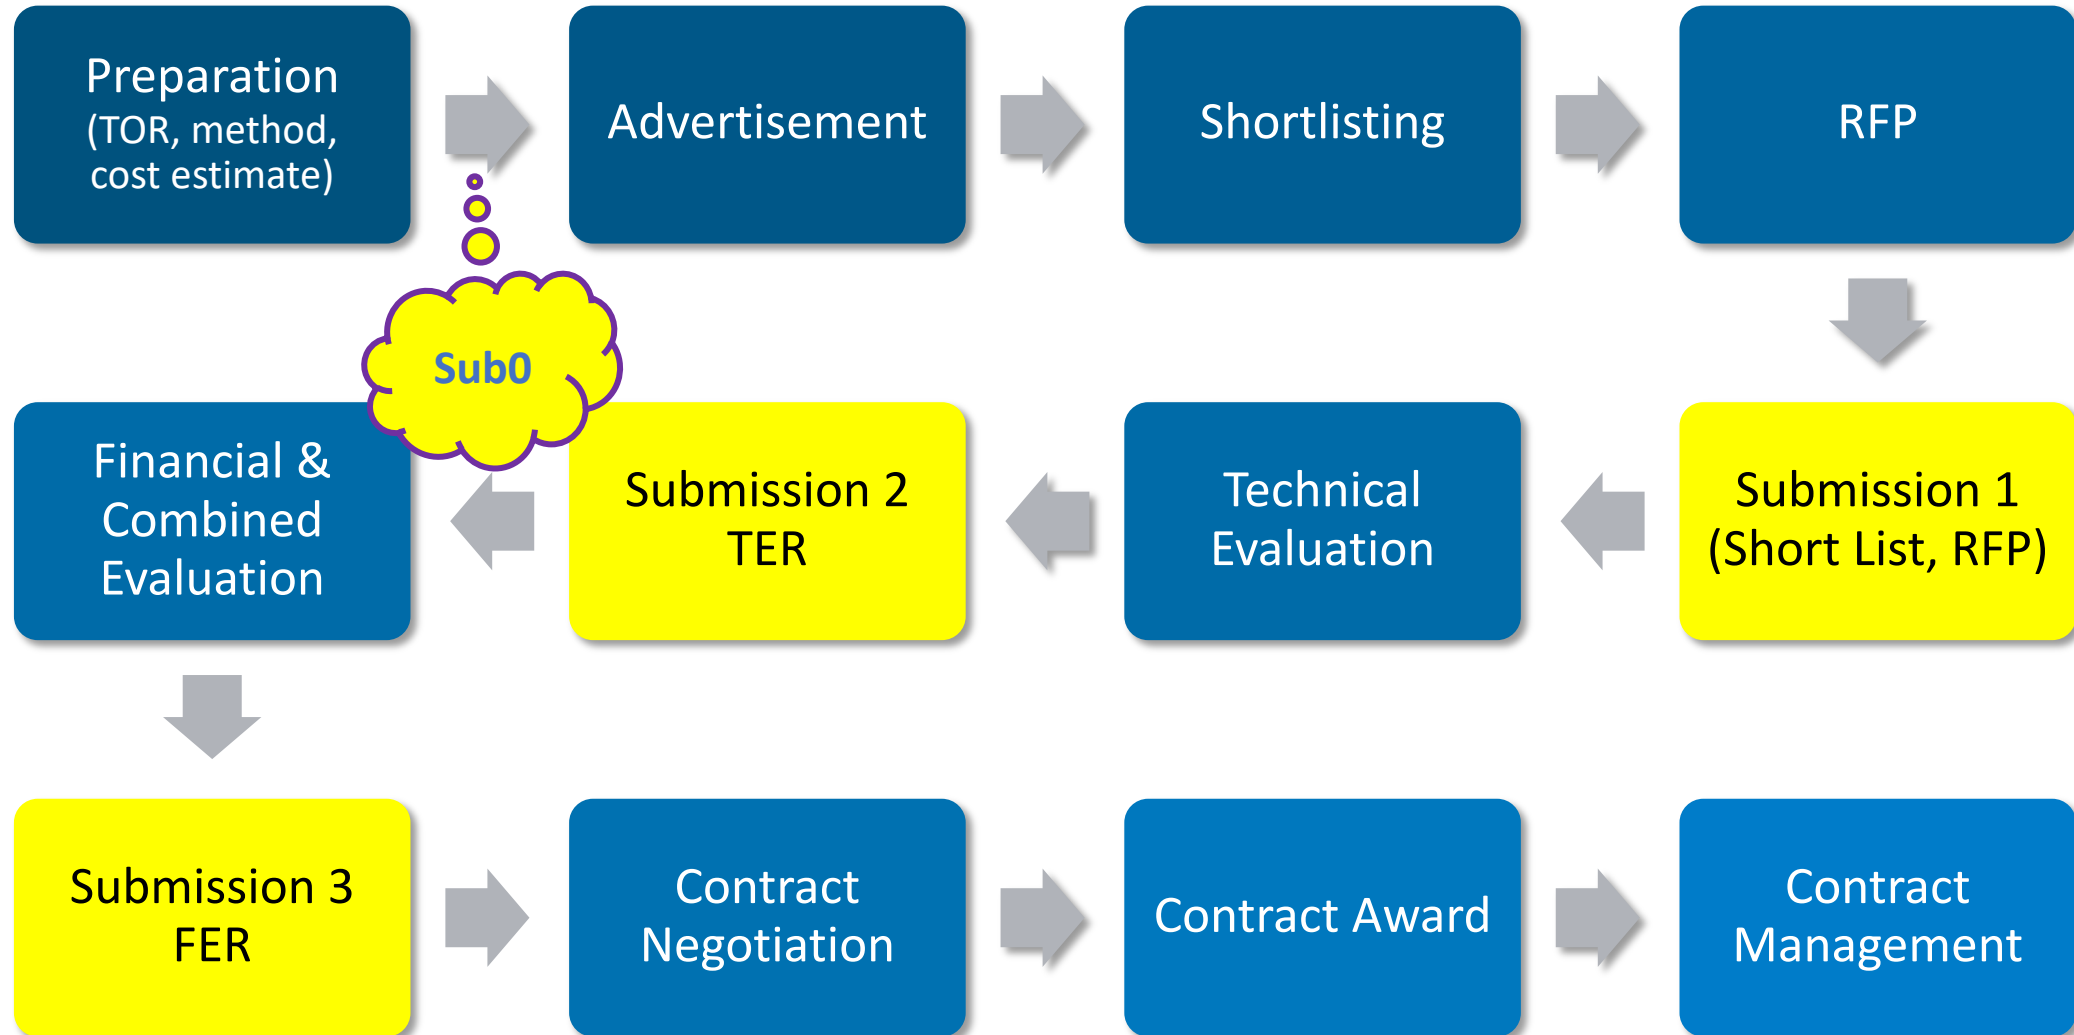 Preparation
(TOR, method,
cost estimate)
Advertisement
Shortlisting
RFP
Sub0
Submission 1
(Short List, RFP)
Technical
Evaluation
Submission 2
TER
Financial &
Combined
Evaluation
Submission 3
FER
Contract
Negotiation
Contract Award
Contract
Management